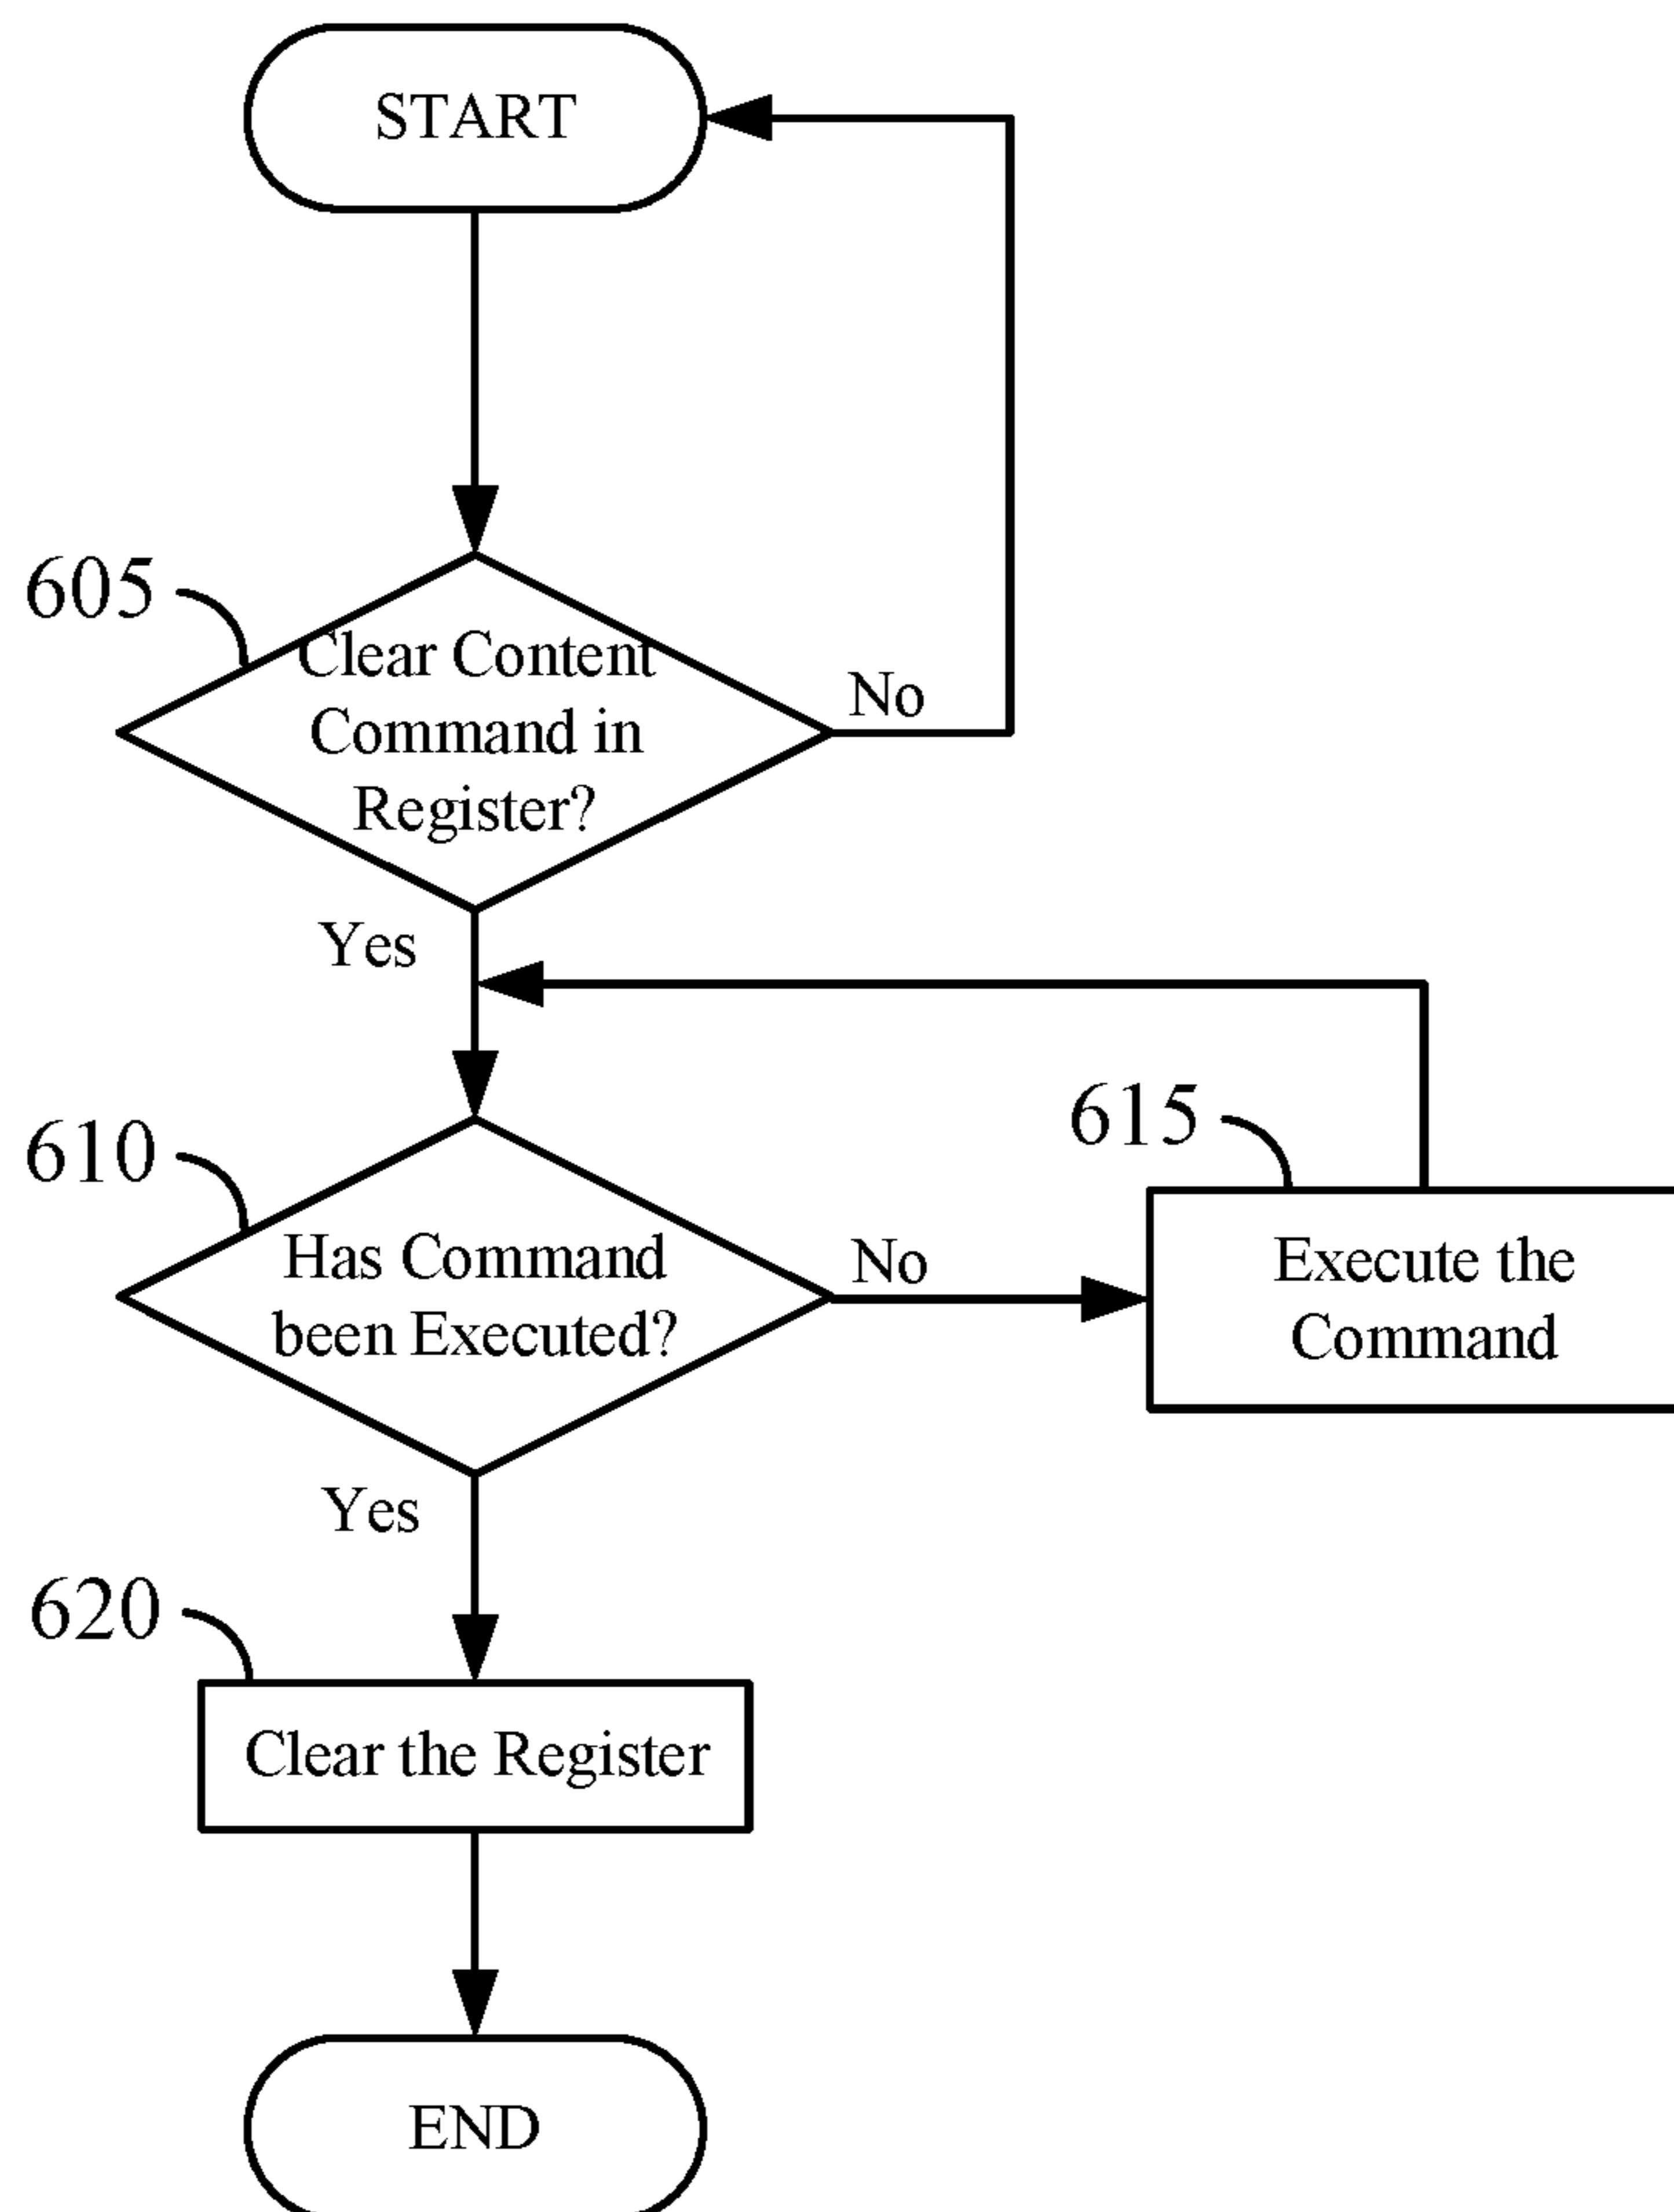 START
605
Clear Content
Command in
Register?
No
Yes
610
Has Command
been Executed?
No
615
Execute the
Command
Yes
620
Clear the Register
END